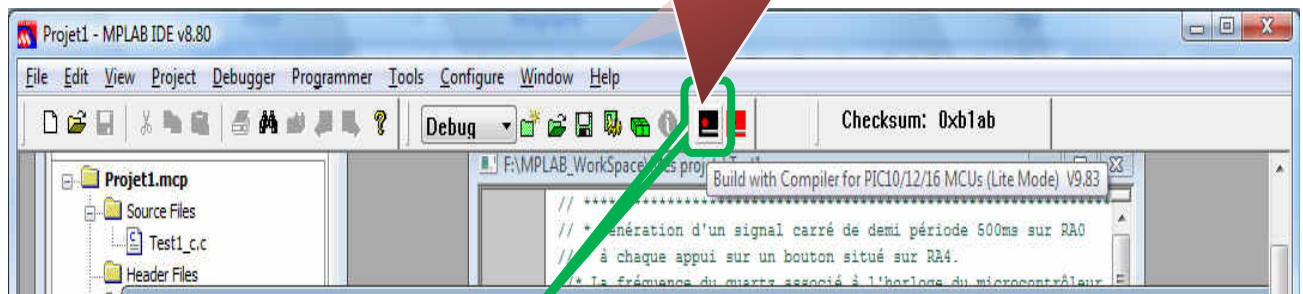 Projet1 - MPLAB IDE v8.80
File Edit View Project Debugger Programmer Tools Configure Window Help
Debug Checksum: 0xb1ab
Projet1.mcp
Source Files
Test1_c.c
Header Files
F:\MPLAB_WorkSpace
Build with Compiler for PIC10/12/16 MCUs (Lite Mode) V9.83
// ******************************************************************
// * Génération d'un signal carré de demi période 500ms sur RA0
// à chaque appui sur un bouton situé sur RA4.
/* La fréquence du quartz associé à l'horloge du microcontrôleur